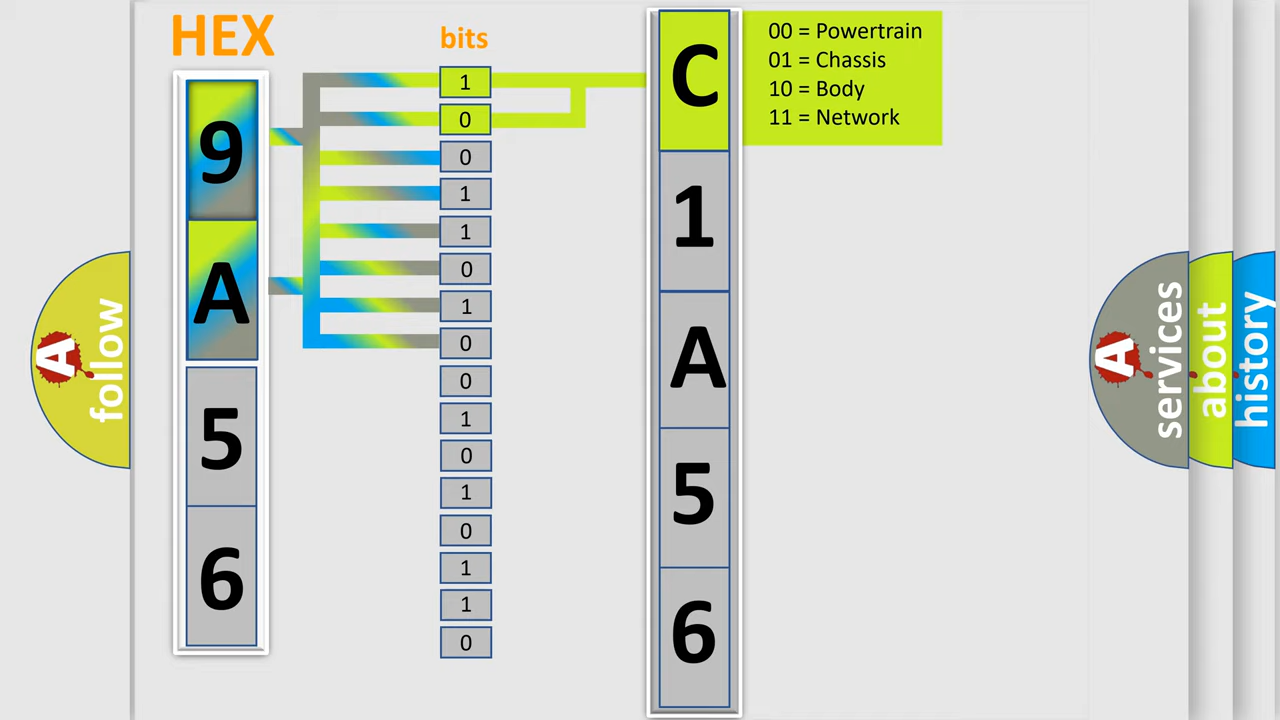 HEX
9
A
5
6
bits
1
0
0
1
1
0
1
0
0
1
0
1
0
1
1
0
C
1
A
5
6
00 = Powertrain
01 = Chassis
10 = Body
11 = Network
A
follow
A
services
about
history